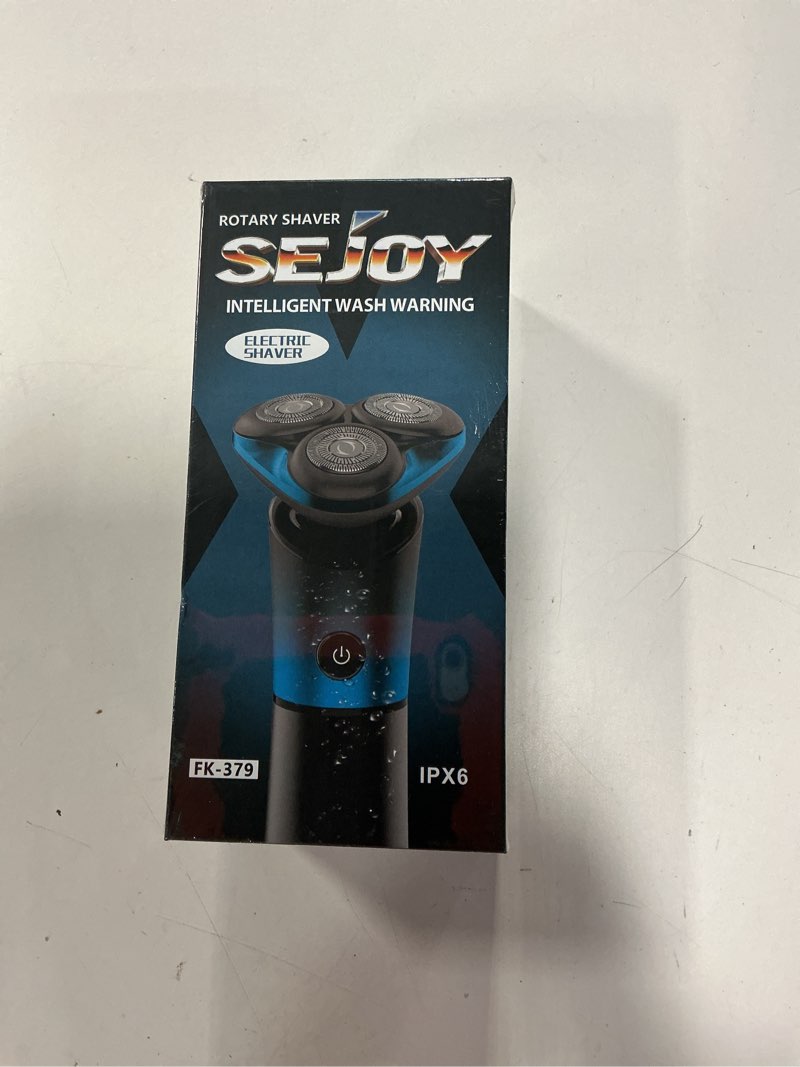 ROTARY SHAVER
SEJOY
INTELLIGENT WASH WARNING
ELECTRIC
SHAVER
FK-379
IPX6